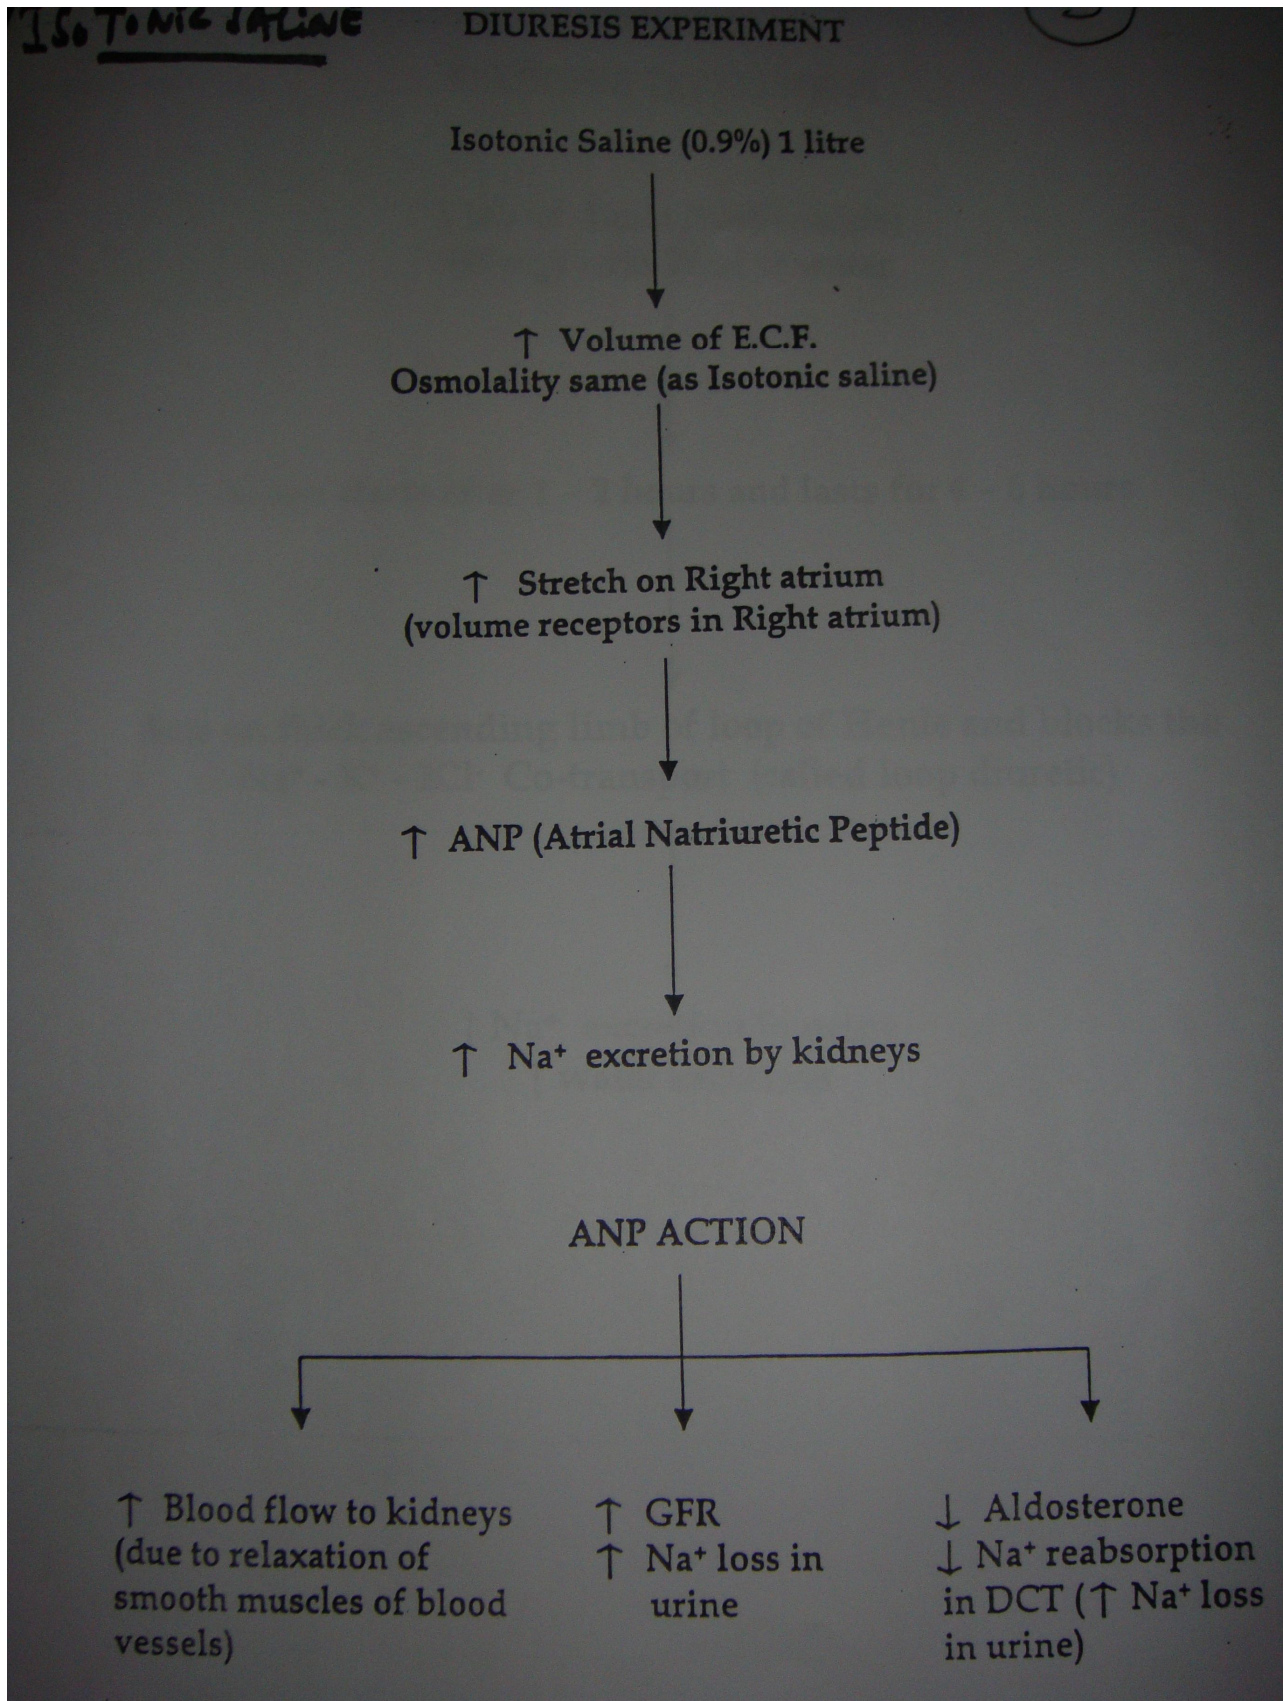 ISOTONIC SALINE
DIURESIS EXPERIMENT
Isotonic Saline (0.9%) 1 litre
↑ Volume of E.C.F.
Osmolality same (as Isotonic saline)
↑ Stretch on Right atrium
(volume receptors in Right atrium)
↑ ANP (Atrial Natriuretic Peptide)
↑ Na⁺ excretion by kidneys
ANP ACTION
↑ Blood flow to kidneys
(due to relaxation of
smooth muscles of blood
vessels)
↑ GFR
↑ Na⁺ loss in
urine
↓ Aldosterone
↓ Na⁺ reabsorption
in DCT (↑ Na⁺ loss
in urine)